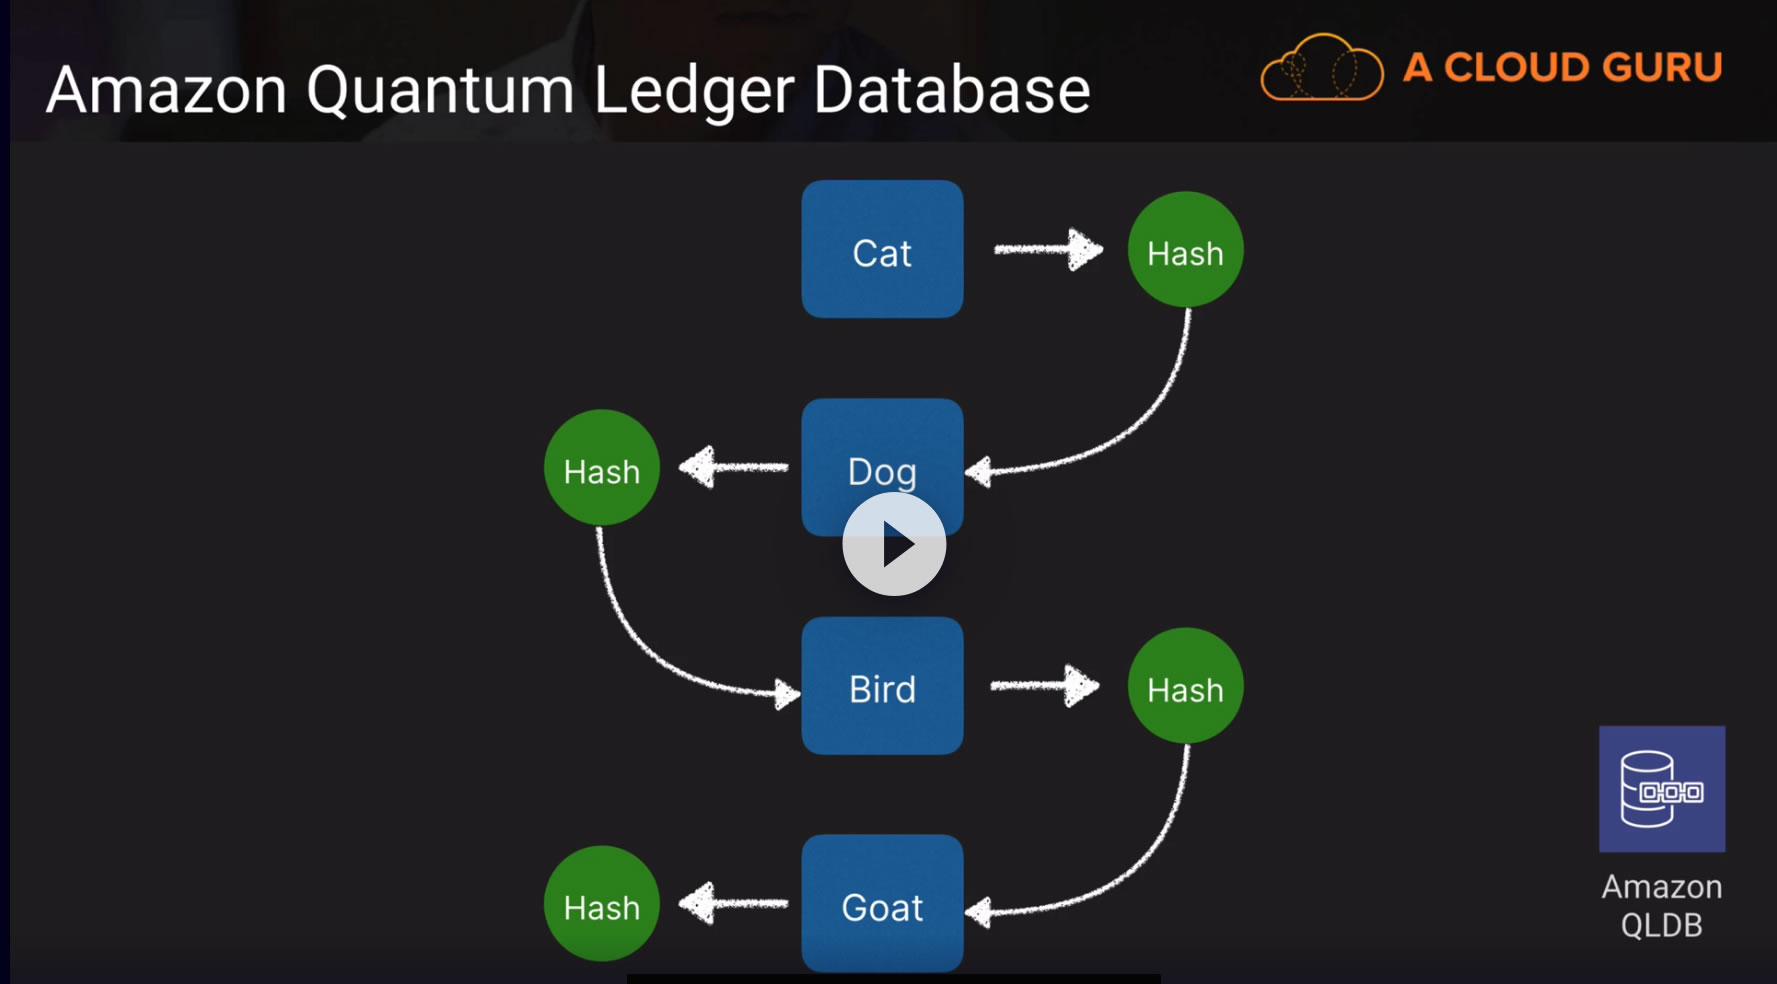 Amazon Quantum Ledger Database
A CLOUD GURU
Cat
Hash
Hash
Dog
Bird
Hash
Hash
Goat
Amazon
QLDB